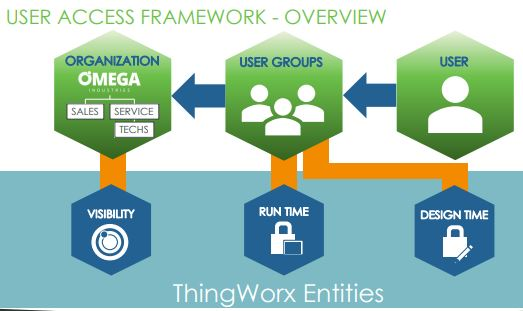 USER ACCESS FRAMEWORK - OVERVIEW
ORGANIZATION
OMEGA
INDUSTRIES
SALES
SERVICE
TECHS
USER GROUPS
USER
VISIBILITY
RUN TIME
DESIGN TIME
ThingWorx Entities